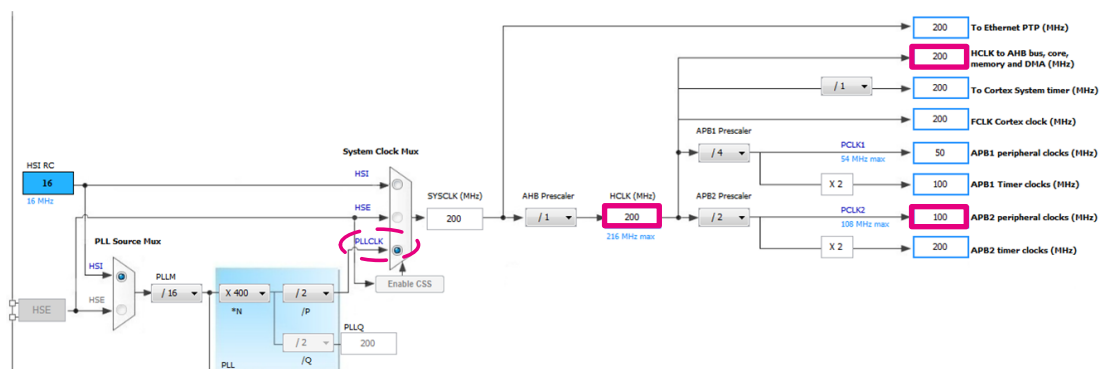 200 To Ethernet PTP (MHz)
200 HCLK to AHB bus, core,
memory and DMA (MHz)
/ 1 200 To Cortex System timer (MHz)
200 FCLK Cortex clock (MHz)
APB1 Prescaler
/ 4 PCLK1 50 APB1 peripheral clocks (MHz)
54 MHz max
X 2 100 APB1 Timer clocks (MHz)
HSI RC
16
16 MHz
System Clock Mux
HSI
HSE
PLLCLK
Enable CSS
SYSCLK (MHz)
200
AHB Prescaler
/ 1
HCLK (MHz)
200
216 MHz max
APB2 Prescaler
/ 2 PCLK2 100 APB2 peripheral clocks (MHz)
108 MHz max
X 2 200 APB2 timer clocks (MHz)
PLL Source Mux
HSI
HSE
HSE
PLLM
/ 16
X 400
*N
/ 2
/P
PLLQ
/ 2 200
/Q
PLL